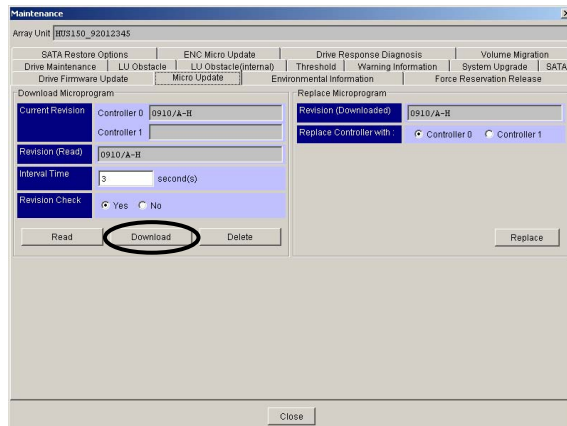 Maintenance
Array Unit HUS150_92012345
SATA Restore Options ENC Micro Update Drive Response Diagnosis Volume Migration
Drive Maintenance LU Obstacle LU Obstacle(internal) Threshold Warning Information System Upgrade SATA
Drive Firmware Update Micro Update Environmental Information Force Reservation Release
Download Microprogram Replace Microprogram
Current Revision Controller 0 0910/A-H Revision (Downloaded) 0910/A-H
Controller 1 Replace Controller with : Controller 0 Controller 1
Revision (Read) 0910/A-H
Interval Time 3 second(s)
Revision Check Yes No
Read Download Delete Replace
Close